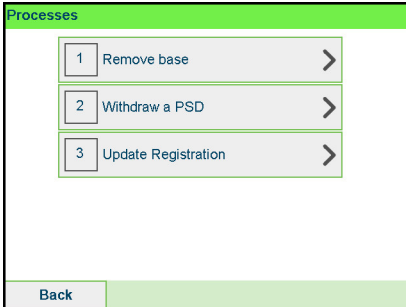 Processes
1 Remove base
2 Withdraw a PSD
3 Update Registration
Back